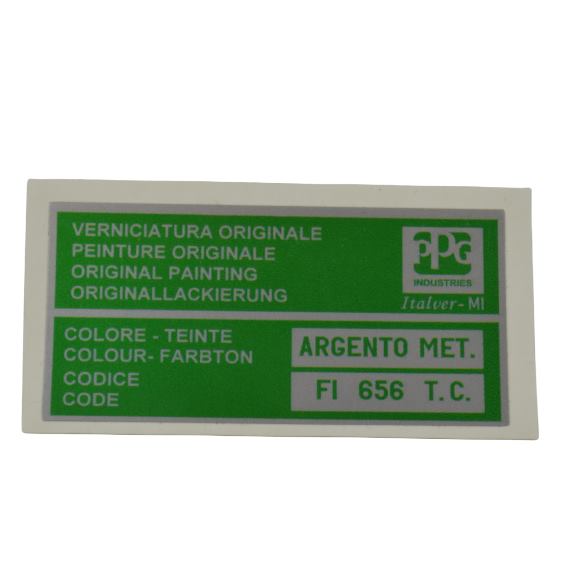 VERNICIATURA ORIGINALE
PEINTURE ORIGINALE
ORIGINAL PAINTING
ORIGINALLACKIERUNG
PPG
INDUSTRIES
Italver - MI
COLORE - TEINTE
COLOUR- FARBTON
ARGENTO MET.
CODICE
CODE
FI 656 T.C.